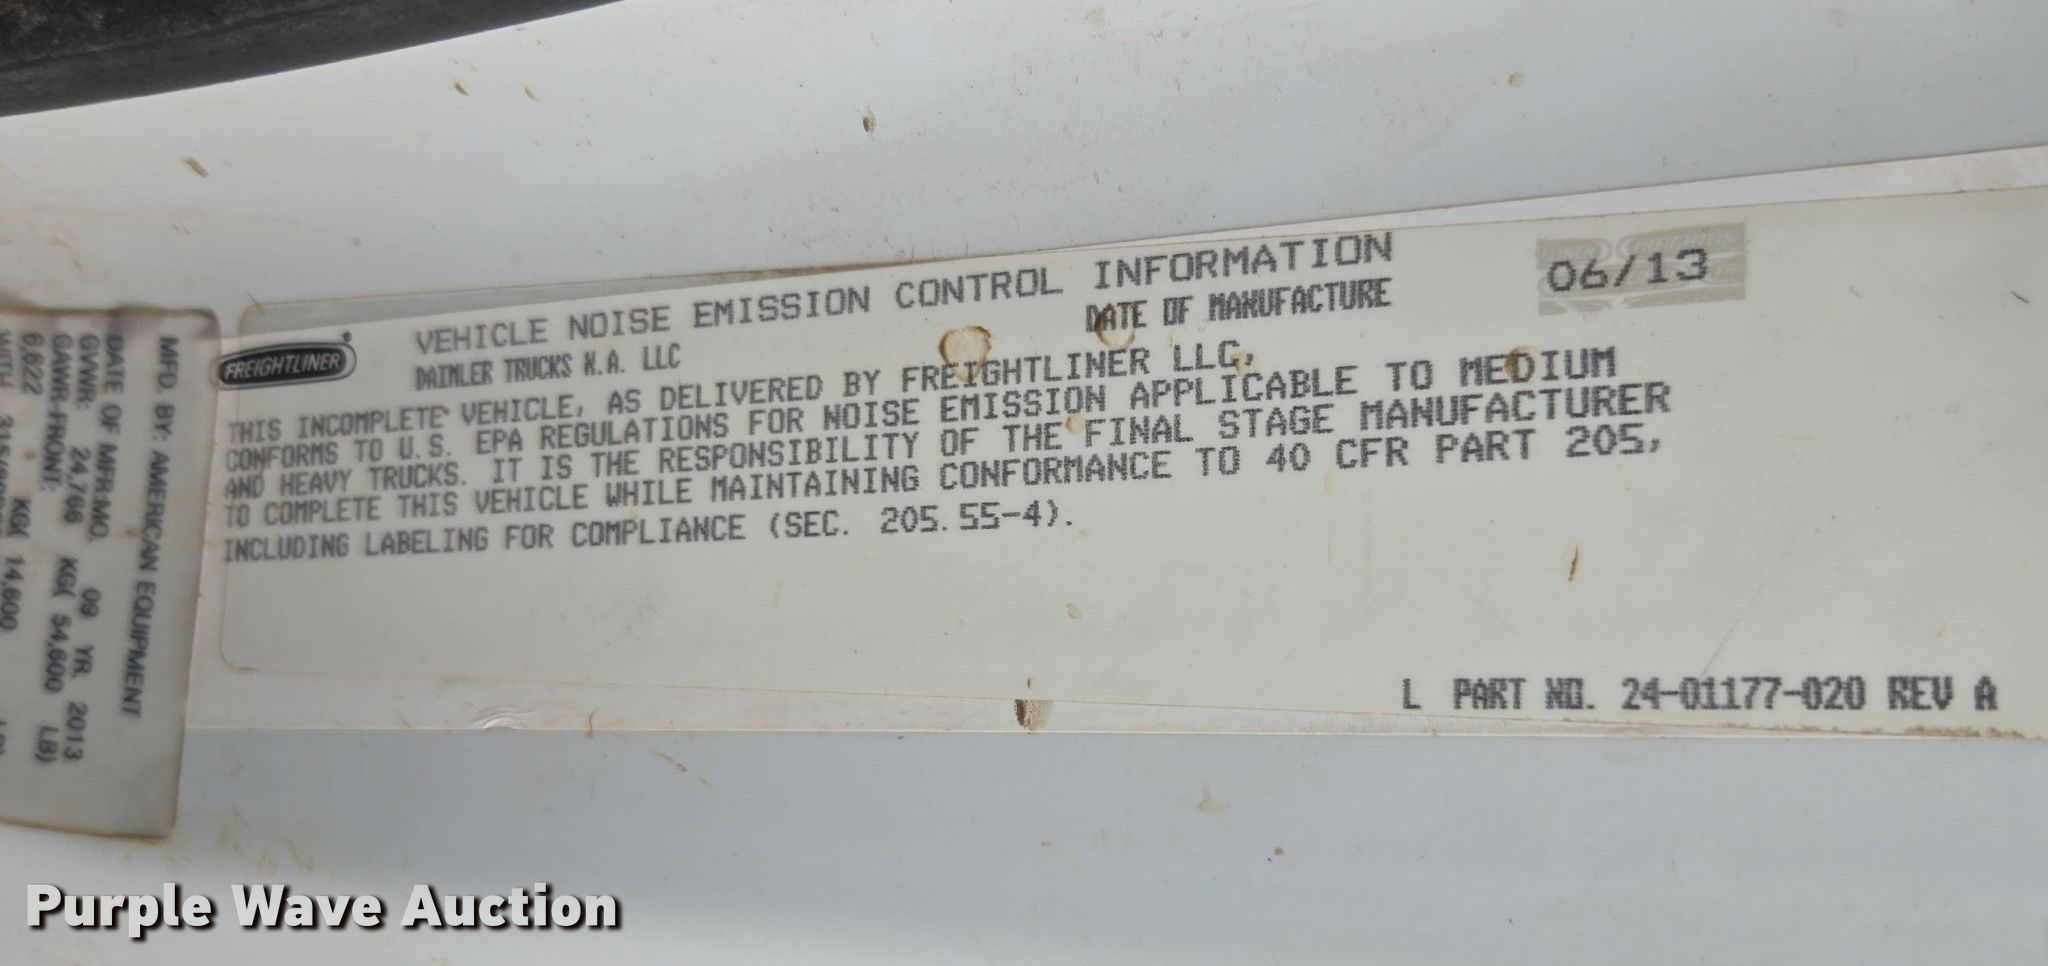 VEHICLE NOISE EMISSION CONTROL INFORMATION
06/13
FREIGHTLINER
DAIMLER TRUCKS N.A. LLC
DATE OF MANUFACTURE
THIS INCOMPLETE VEHICLE, AS DELIVERED BY FREIGHTLINER LLC,
CONFORMS TO U.S. EPA REGULATIONS FOR NOISE EMISSION APPLICABLE TO MEDIUM
AND HEAVY TRUCKS. IT IS THE RESPONSIBILITY OF THE FINAL STAGE MANUFACTURER
TO COMPLETE THIS VEHICLE WHILE MAINTAINING CONFORMANCE TO 40 CFR PART 205,
INCLUDING LABELING FOR COMPLIANCE (SEC. 205.55-4).
L PART NO. 24-01177-020 REV A
MFD. BY: AMERICAN EQUIPMENT
DATE OF MFR:MO. 09 YR. 2013
GVWR: 24,766 KG( 54,600 LB)
GAWR-FRONT:
6,622 KG( 14,600
WITH
Purple Wave Auction